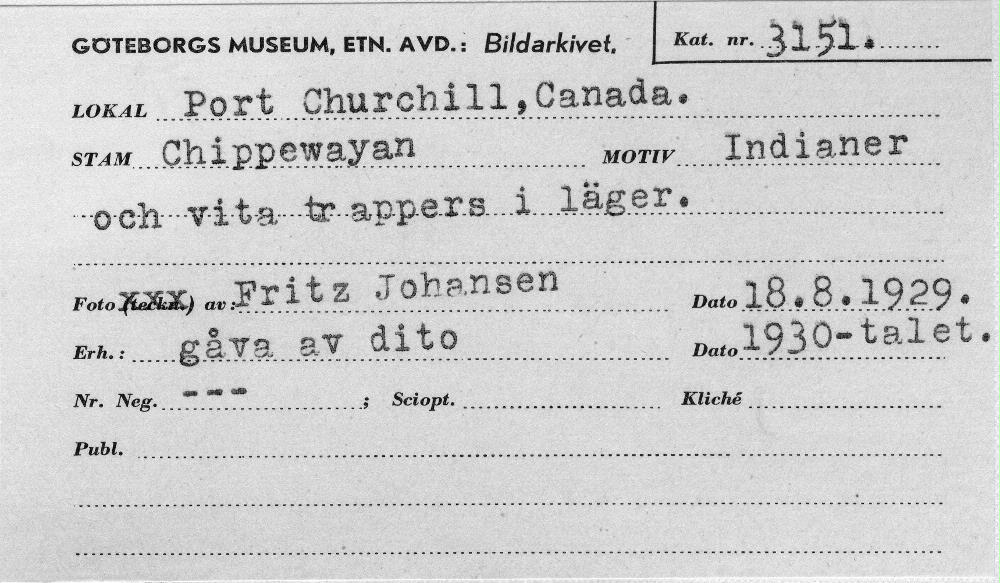 GÖTEBORGS MUSEUM, ETN. AVD.: Bildarkivet. Kat. nr. 3151.
LOKAL Port Churchill, Canada.
STAM Chippewayan MOTIV Indianer
och vita trappers i läger.
Foto (teckn.) av: Fritz Johansen Dato 18.8.1929.
Erh.: gåva av dito Dato 1930-talet.
Nr. Neg. --- ; Sciopt. Kliché
Publ.